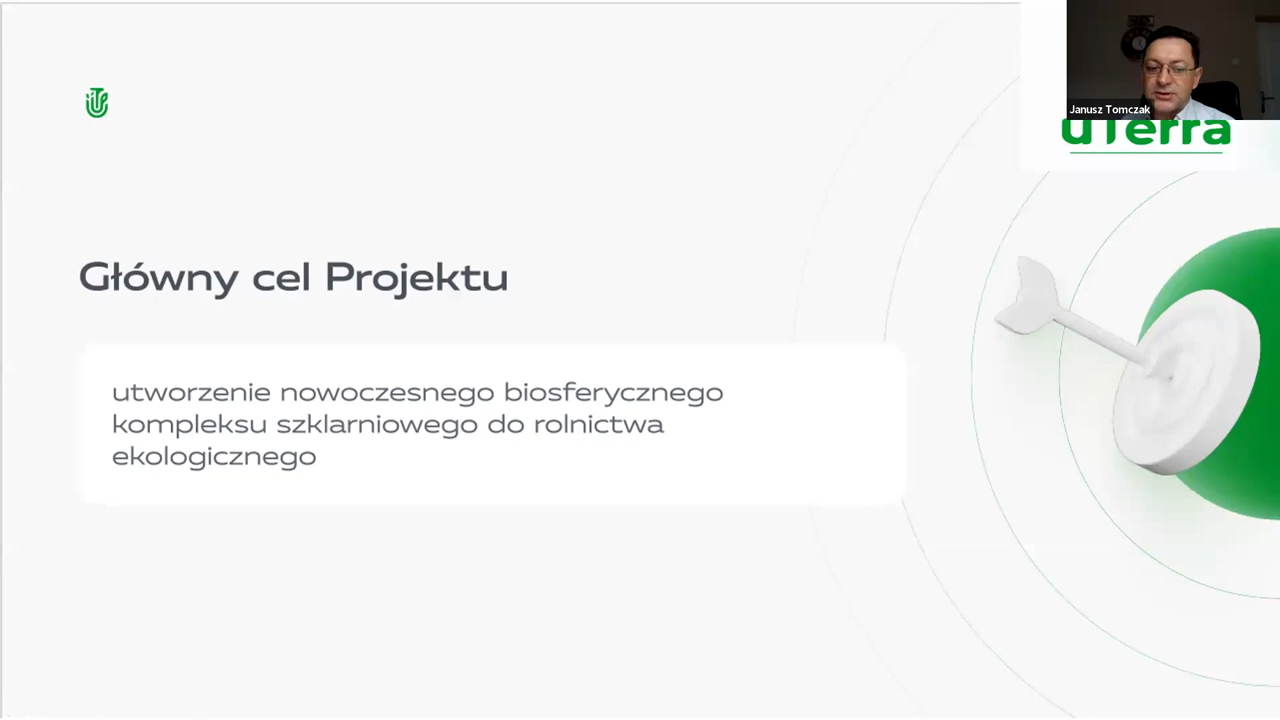 Janusz Tomczak
uTerra
Główny cel Projektu
utworzenie nowoczesnego biosferycznego
kompleksu szklarniowego do rolnictwa
ekologicznego